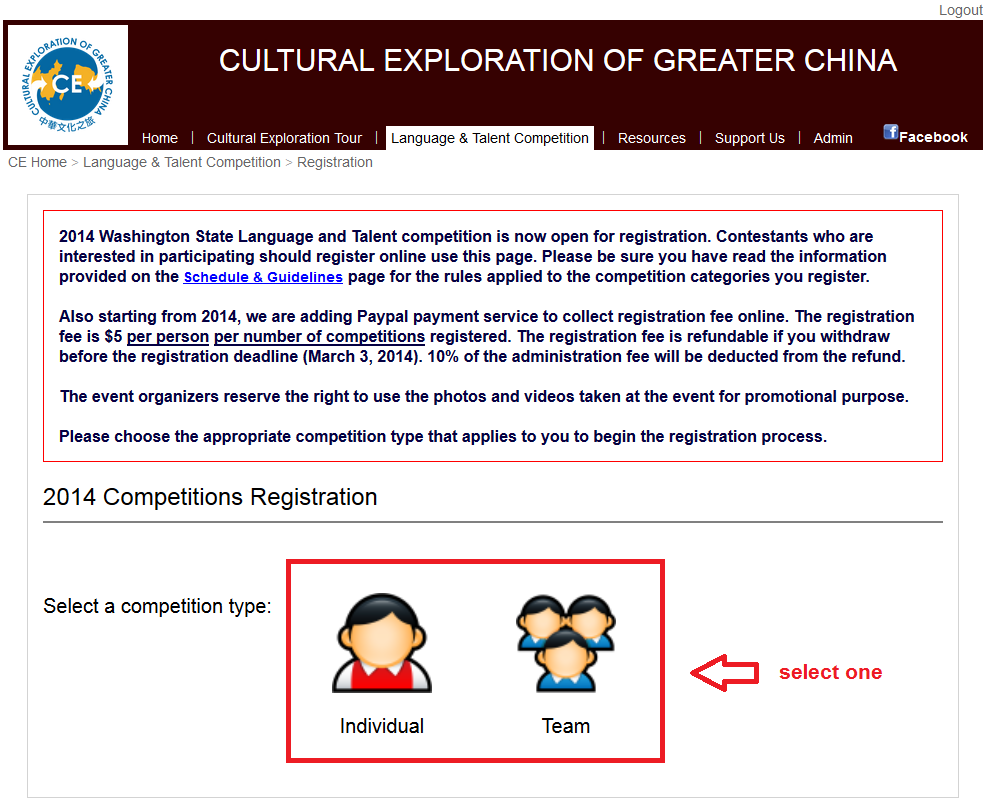 Logout
CULTURAL EXPLORATION OF GREATER CHINA
CE
中華文化之旅
CULTURAL EXPLORATION OF GREATER CHINA
Home | Cultural Exploration Tour | Language & Talent Competition | Resources | Support Us | Admin f Facebook
CE Home > Language & Talent Competition > Registration
2014 Washington State Language and Talent competition is now open for registration. Contestants who are
interested in participating should register online use this page. Please be sure you have read the information
provided on the Schedule & Guidelines page for the rules applied to the competition categories you register.
Also starting from 2014, we are adding Paypal payment service to collect registration fee online. The registration
fee is $5 per person per number of competitions registered. The registration fee is refundable if you withdraw
before the registration deadline (March 3, 2014). 10% of the administration fee will be deducted from the refund.
The event organizers reserve the right to use the photos and videos taken at the event for promotional purpose.
Please choose the appropriate competition type that applies to you to begin the registration process.
2014 Competitions Registration
Select a competition type:
select one
Individual Team